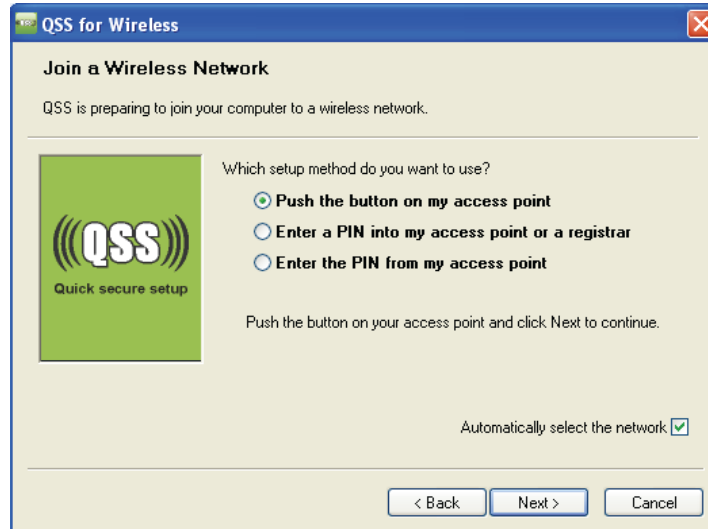 QSS for Wireless
Join a Wireless Network
QSS is preparing to join your computer to a wireless network.
Which setup method do you want to use?
Push the button on my access point
Enter a PIN into my access point or a registrar
Enter the PIN from my access point
QSS
Quick secure setup
Push the button on your access point and click Next to continue.
Automatically select the network
< Back
Next >
Cancel